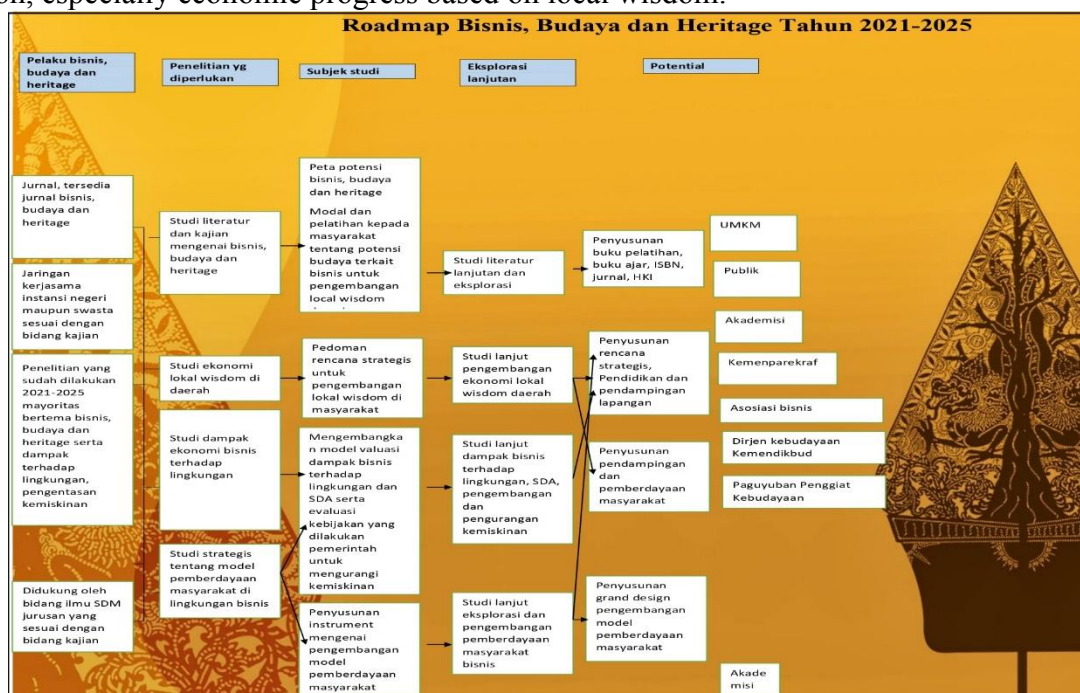 on, especially economic progress based on local wisdom.
Roadmap Bisnis, Budaya dan Heritage Tahun 2021-2025
Pelaku bisnis,
budaya dan
heritage
Penelitian yg
diperlukan
Subjek studi
Eksplorasi
lanjutan
Potential
Jurnal, tersedia
jurnal bisnis,
budaya dan
heritage
Jaringan
kerjasama
instansi negeri
maupun swasta
sesuai dengan
bidang kajian
Penelitian yang
sudah dilakukan
2021-2025
mayoritas
bertema bisnis,
budaya dan
heritage serta
dampak
terhadap
lingkungan,
pengentasan
kemiskinan
Didukung oleh
bidang ilmu SDM
jurusan yang
sesuai dengan
bidang kajian
Studi literatur
dan kajian
mengenai bisnis,
budaya dan
heritage
Studi ekonomi
lokal wisdom di
daerah
Studi dampak
ekonomi bisnis
terhadap
lingkungan
Studi strategis
tentang model
pemberdayaan
masyarakat di
lingkungan bisnis
Peta potensi
bisnis, budaya
dan heritage
Modal dan
pelatihan kepada
masyarakat
tentang potensi
budaya terkait
bisnis untuk
pengembangan
local wisdom
Pedoman
rencana strategis
untuk
pengembangan
lokal wisdom di
masyarakat
Mengembangka
n model valuasi
dampak bisnis
terhadap
lingkungan dan
SDA serta
evaluasi
kebijakan yang
dilakukan
pemerintah
untuk
mengurangi
kemiskinan
Penyusunan
instrument
mengenai
pengembangan
model
pemberdayaan
masyarakat
Studi literatur
lanjutan dan
eksplorasi
Studi lanjut
pengembangan
ekonomi lokal
wisdom daerah
Studi lanjut
dampak bisnis
terhadap
lingkungan, SDA,
pengembangan
dan
pengurangan
kemiskinan
Studi lanjut
eksplorasi dan
pengembangan
pemberdayaan
masyarakat
bisnis
Penyusunan
buku pelatihan,
buku ajar, ISBN,
jurnal, HKI
Penyusunan
rencana
strategis,
Pendidikan dan
pendampingan
lapangan
Penyusunan
pendampingan
dan
pemberdayaan
masyarakat
Penyusunan
grand design
pengembangan
model
pemberdayaan
masyarakat
UMKM
Publik
Akademisi
Kemenparekraf
Asosiasi bisnis
Dirjen kebudayaan
Kemendikbud
Paguyuban Penggiat
Kebudayaan
Akade
misi